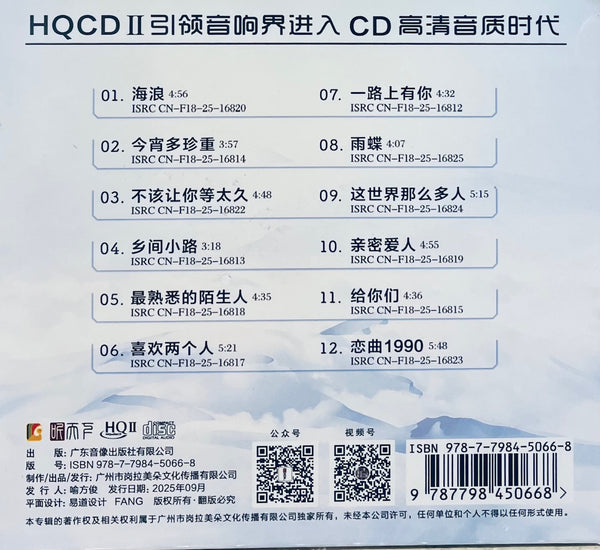 HQCD II 引领音响界进入 CD 高清音质时代
01. 海浪 4:56
ISRC CN-F18-25-16820
02. 今宵多珍重 3:57
ISRC CN-F18-25-16814
03. 不该让你等太久 4:48
ISRC CN-F18-25-16822
04. 乡间小路 3:18
ISRC CN-F18-25-16813
05. 最熟悉的陌生人 4:35
ISRC CN-F18-25-16818
06. 喜欢两个人 5:21
ISRC CN-F18-25-16817
07. 一路上有你 4:32
ISRC CN-F18-25-16812
08. 雨蝶 4:07
ISRC CN-F18-25-16825
09. 这世界那么多人 5:15
ISRC CN-F18-25-16824
10. 亲密爱人 4:55
ISRC CN-F18-25-16819
11. 给你们 4:36
ISRC CN-F18-25-16815
12. 恋曲1990 5:48
ISRC CN-F18-25-16823
HQ II disc
DIGITAL AUDIO
出 版: 广东音像出版社有限公司
版 号: ISBN 978-7-7984-5066-8
制作/出品/发行: 广州市岗拉美朵文化传播有限公司
发 行 人: 喻方俊 发行日期: 2025年09月
平面设计: 易道设计 FANG 版权所有·翻版必究
公众号
视频号
ISBN 978-7-7984-5066-8
9 787798 450668 >
本专辑的著作权及相关权利属于广州市岗拉美朵文化传播有限公司独家所有，未经本公司许可，任何单位和个人不得以任何形式使用。